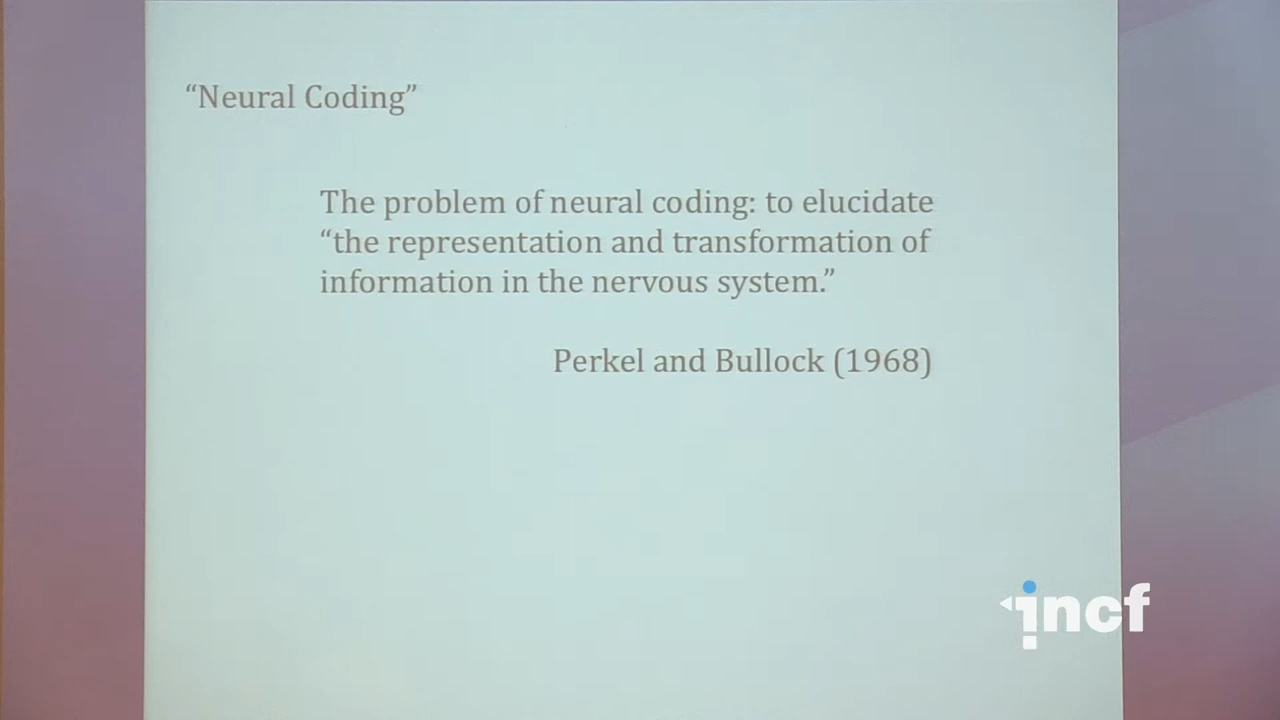 “Neural Coding”
The problem of neural coding: to elucidate
“the representation and transformation of
information in the nervous system.”
Perkel and Bullock (1968)
incf